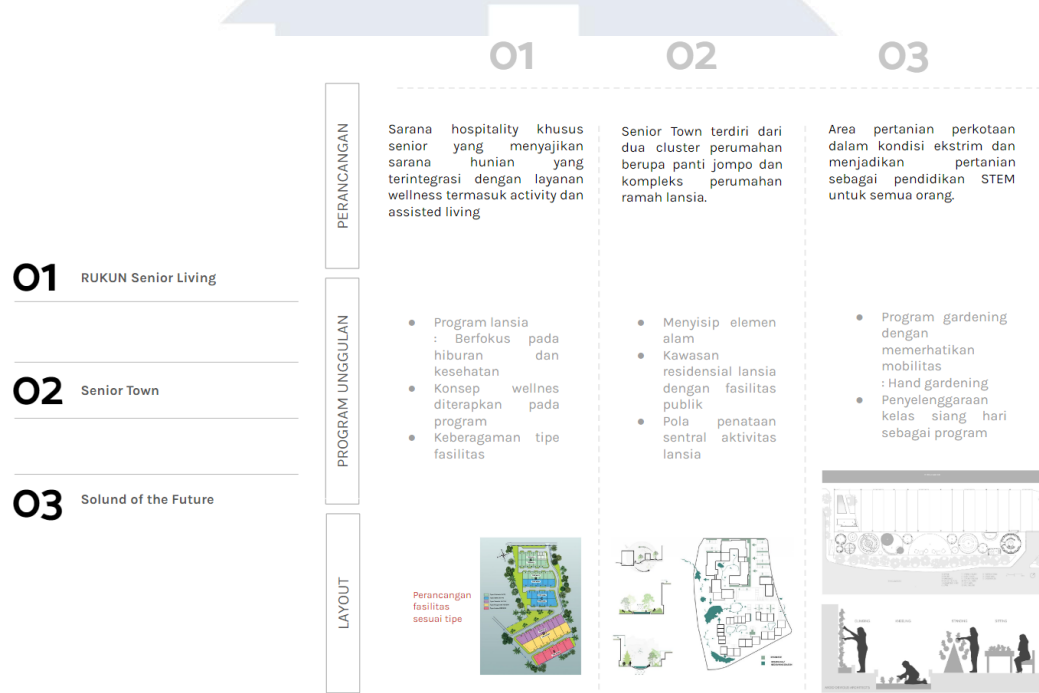 01
02
03
PERANCANGAN
Sarana hospitality khusus
senior yang menyajikan
sarana hunian yang
terintegrasi dengan layanan
wellness termasuk activity dan
assisted living
Senior Town terdiri dari
dua cluster perumahan
berupa panti jompo dan
kompleks perumahan
ramah lansia.
Area pertanian perkotaan
dalam kondisi ekstrim dan
menjadikan pertanian
sebagai pendidikan STEM
untuk semua orang.
01 RUKUN Senior Living
02 Senior Town
03 Solund of the Future
PROGRAM UNGGULAN
● Program lansia
: Berfokus pada
hiburan dan
kesehatan
● Konsep wellnes
diterapkan pada
program
● Keberagaman tipe
fasilitas
● Menyisip elemen
alam
● Kawasan
residensial lansia
dengan fasilitas
publik
● Pola penataan
sentral aktivitas
lansia
● Program gardening
dengan
memerhatikan
mobilitas
: Hand gardening
● Penyelenggaraan
kelas siang hari
sebagai program
LAYOUT
Perancangan
fasilitas
sesuai tipe